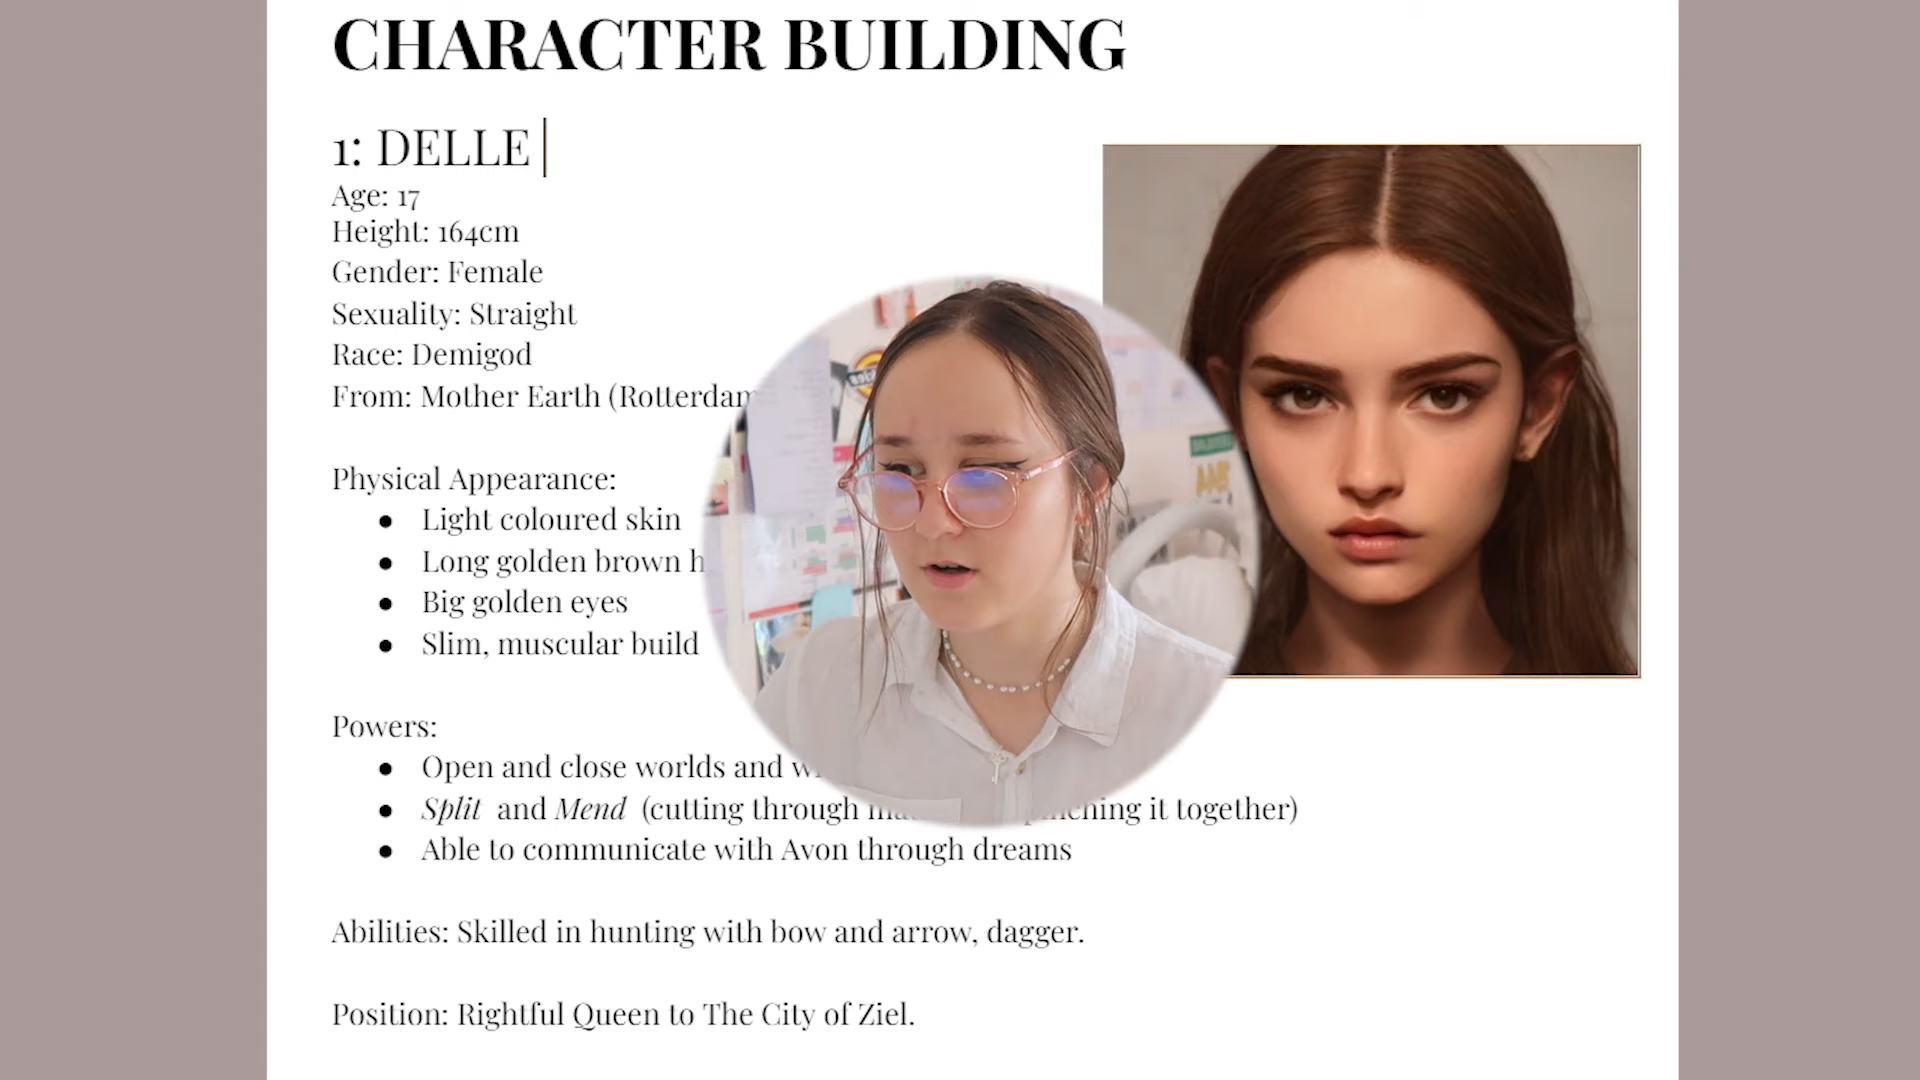 CHARACTER BUILDING
1: DELLE
Age: 17
Height: 164cm
Gender: Female
Sexuality: Straight
Race: Demigod
From: Mother Earth (Rotterdam
Physical Appearance:
● Light coloured skin
● Long golden brown h
● Big golden eyes
● Slim, muscular build
Powers:
● Open and close worlds and
● Split and Mend (cutting through it together)
● Able to communicate with Avon through dreams
Abilities: Skilled in hunting with bow and arrow, dagger.
Position: Rightful Queen to The City of Ziel.